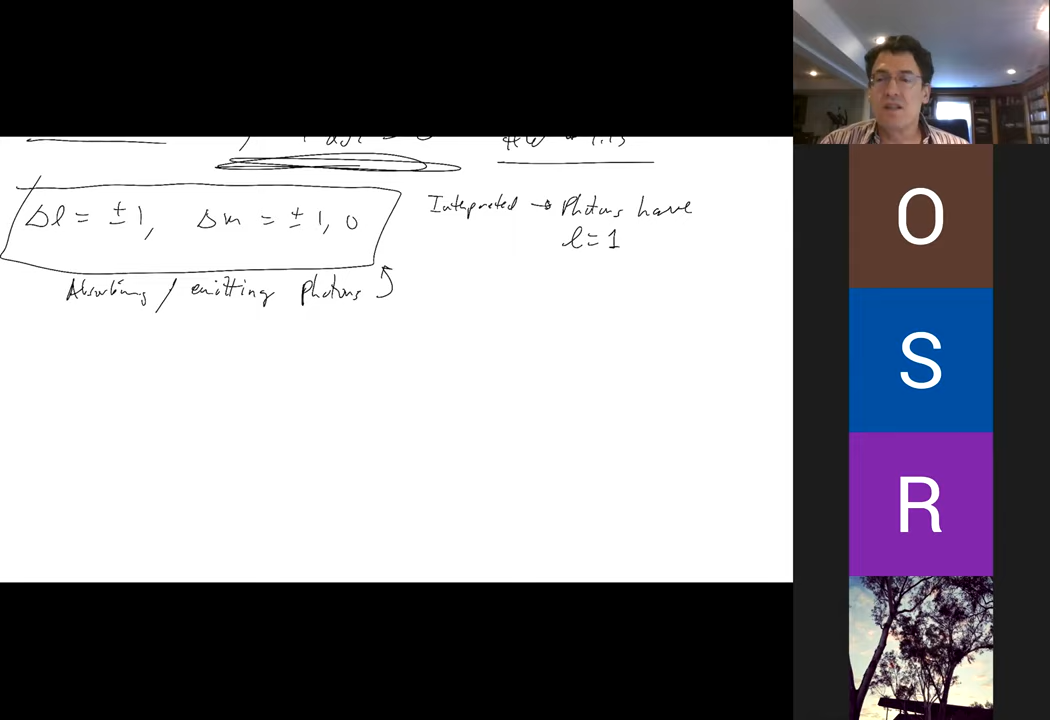 Δl = ±1, Δm = ±1, 0
Interpreted → Photons have
l = 1
Absorbing / emitting photons
O
S
R